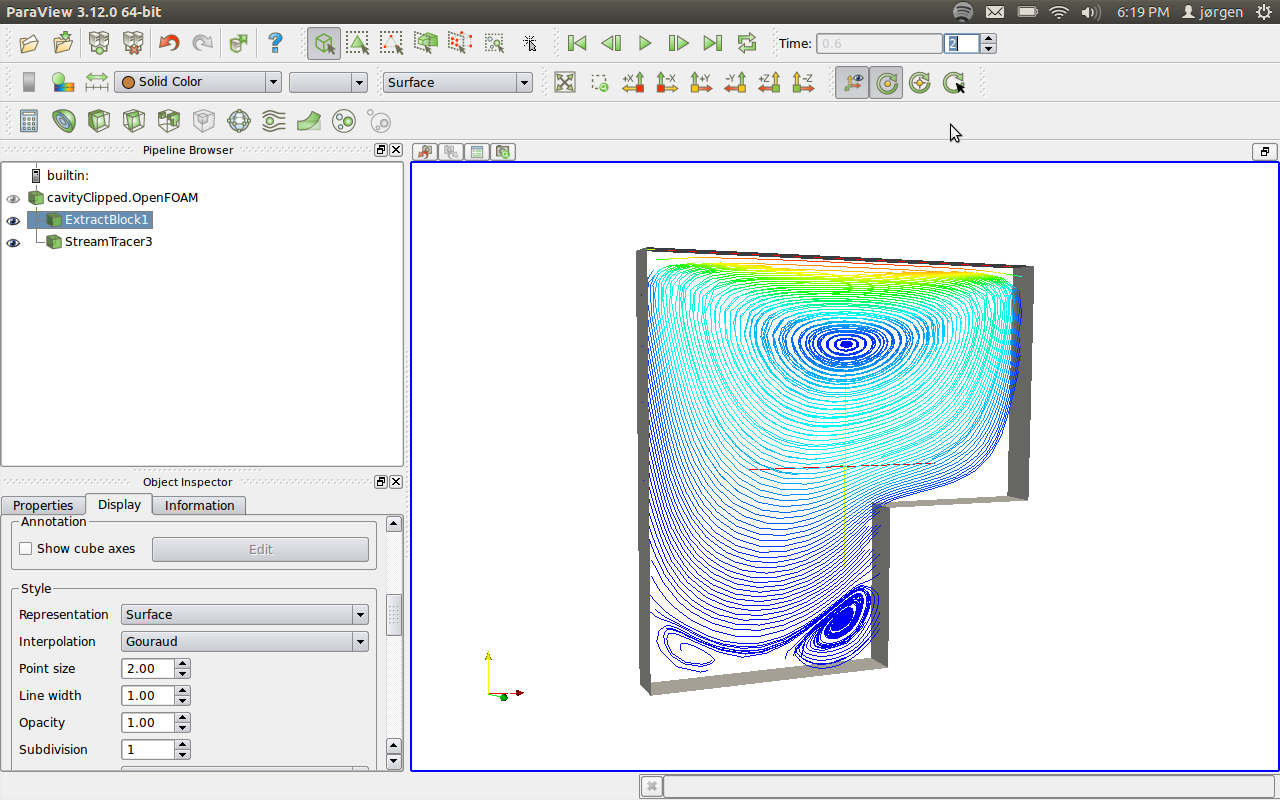 ParaView 3.12.0 64-bit
6:19 PM jørgen
Time: 0.6 2
Solid Color
Surface
+X -X +Y -Y +Z -Z
Pipeline Browser
builtin:
cavityClipped.OpenFOAM
ExtractBlock1
StreamTracer3
Object Inspector
Properties Display Information
Annotation
Show cube axes Edit
Style
Representation Surface
Interpolation Gouraud
Point size 2.00
Line width 1.00
Opacity 1.00
Subdivision 1